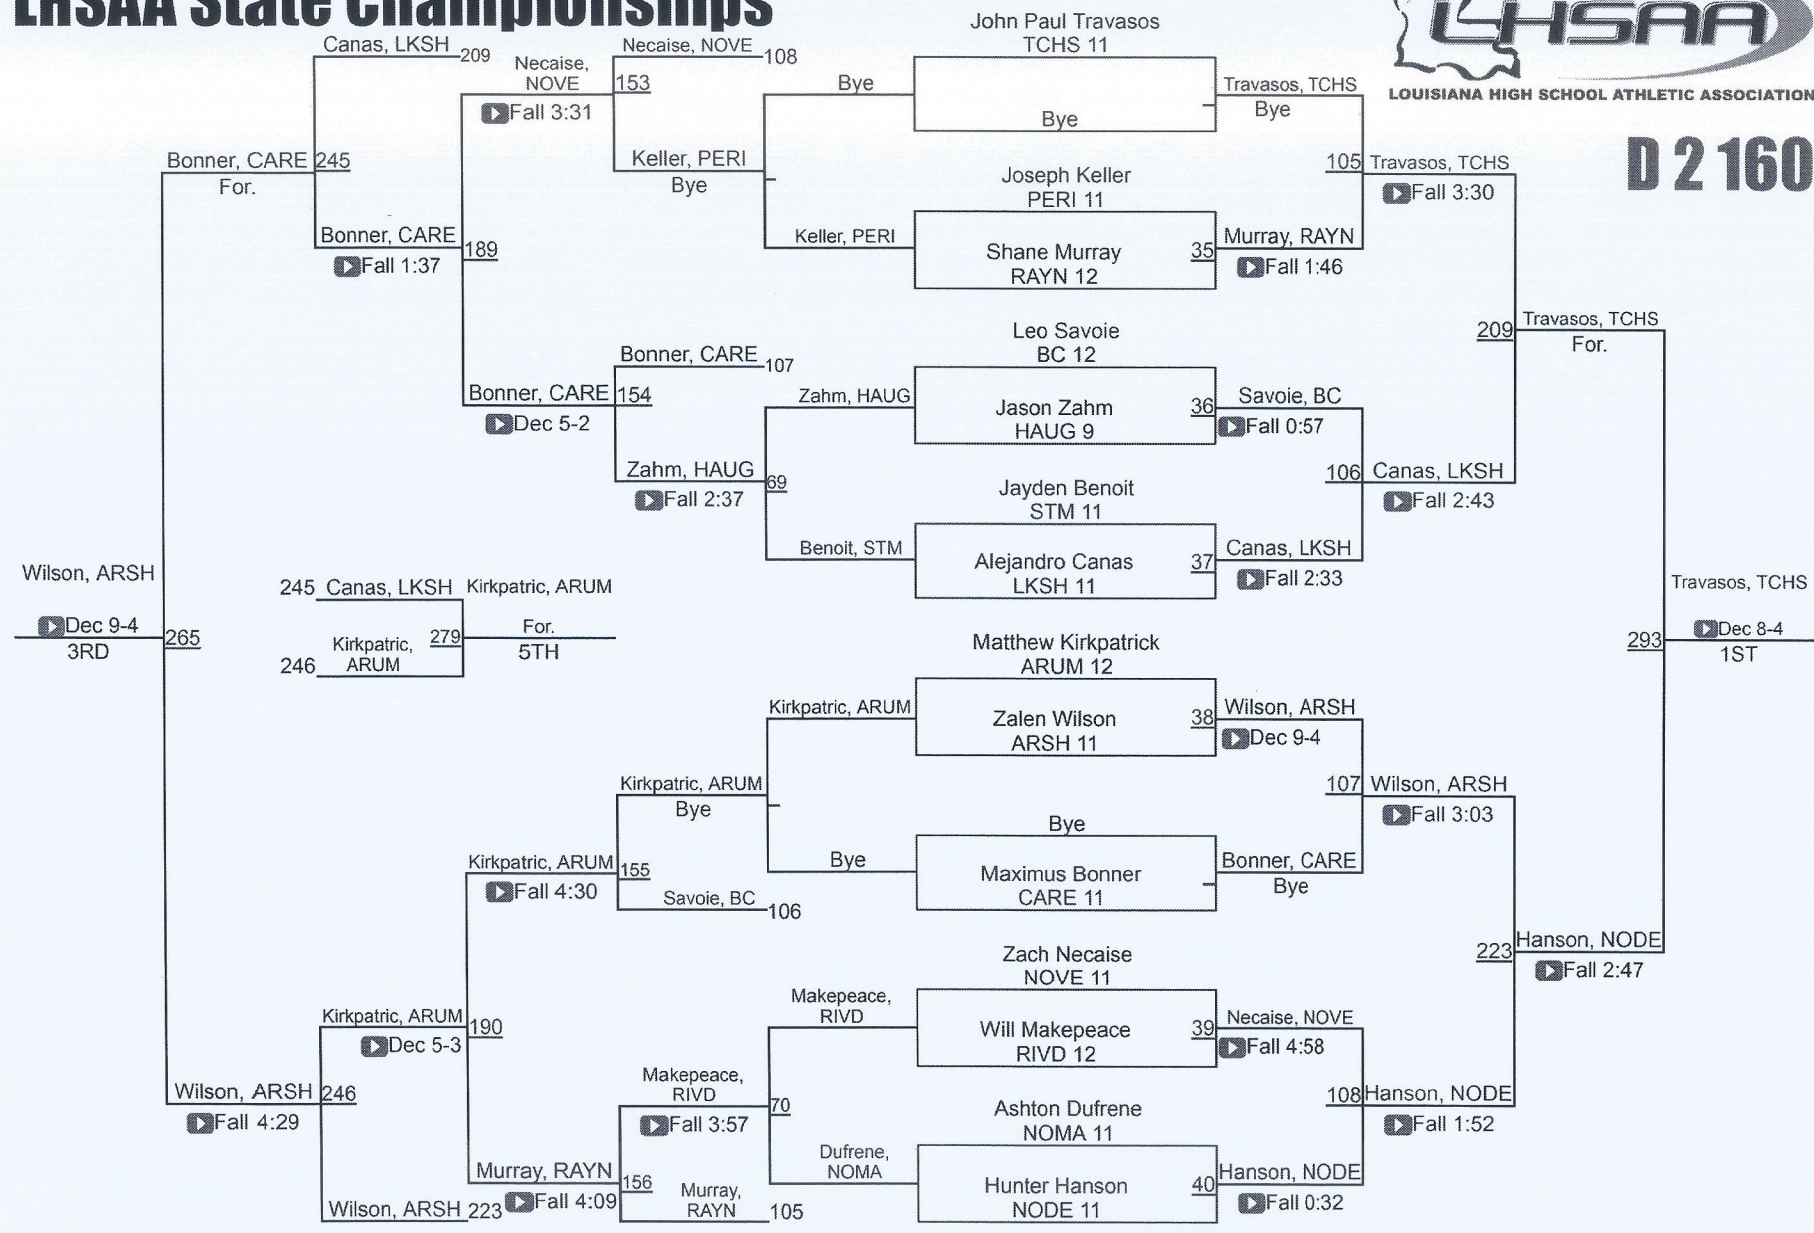 LHSAA State Championships
LHSAA
LOUISIANA HIGH SCHOOL ATHLETIC ASSOCIATION
D 2 160
Canas, LKSH 209
Necaise,
NOVE 153
Fall 3:31
Necaise, NOVE 108
Bye
John Paul Travasos
TCHS 11
Bye
Travasos, TCHS
Bye
Bonner, CARE 245
For.
Keller, PERI
Bye
Joseph Keller
PERI 11
105 Travasos, TCHS
Fall 3:30
Bonner, CARE 189
Fall 1:37
Keller, PERI
Shane Murray 35
RAYN 12
Murray, RAYN
Fall 1:46
Leo Savoie
BC 12
209 Travasos, TCHS
For.
Bonner, CARE 107
Bonner, CARE 154
Dec 5-2
Zahm, HAUG
Jason Zahm 36
HAUG 9
Savoie, BC
Fall 0:57
Zahm, HAUG 69
Fall 2:37
Jayden Benoit
STM 11
106 Canas, LKSH
Fall 2:43
Benoit, STM
Alejandro Canas 37
LKSH 11
Canas, LKSH
Fall 2:33
Wilson, ARSH
Dec 9-4 265
3RD
245 Canas, LKSH
Kirkpatric, ARUM
Kirkpatric, 279
246 ARUM
For.
5TH
Travasos, TCHS
293 Dec 8-4
1ST
Matthew Kirkpatrick
ARUM 12
Kirkpatric, ARUM
Zalen Wilson 38
ARSH 11
Wilson, ARSH
Dec 9-4
Kirkpatric, ARUM
Bye
107 Wilson, ARSH
Fall 3:03
Bye
Bye
Maximus Bonner
CARE 11
Bonner, CARE
Bye
Kirkpatric, ARUM 155
Fall 4:30
Savoie, BC 106
Zach Necaise
NOVE 11
223 Hanson, NODE
Fall 2:47
Kirkpatric, ARUM 190
Dec 5-3
Makepeace,
RIVD
Will Makepeace 39
RIVD 12
Necaise, NOVE
Fall 4:58
Wilson, ARSH 246
Fall 4:29
Makepeace,
RIVD 70
Fall 3:57
Ashton Dufrene
NOMA 11
108 Hanson, NODE
Fall 1:52
Dufrene,
NOMA
Hunter Hanson 40
NODE 11
Hanson, NODE
Fall 0:32
Murray, RAYN 156
Fall 4:09
Murray,
RAYN 105
Wilson, ARSH 223